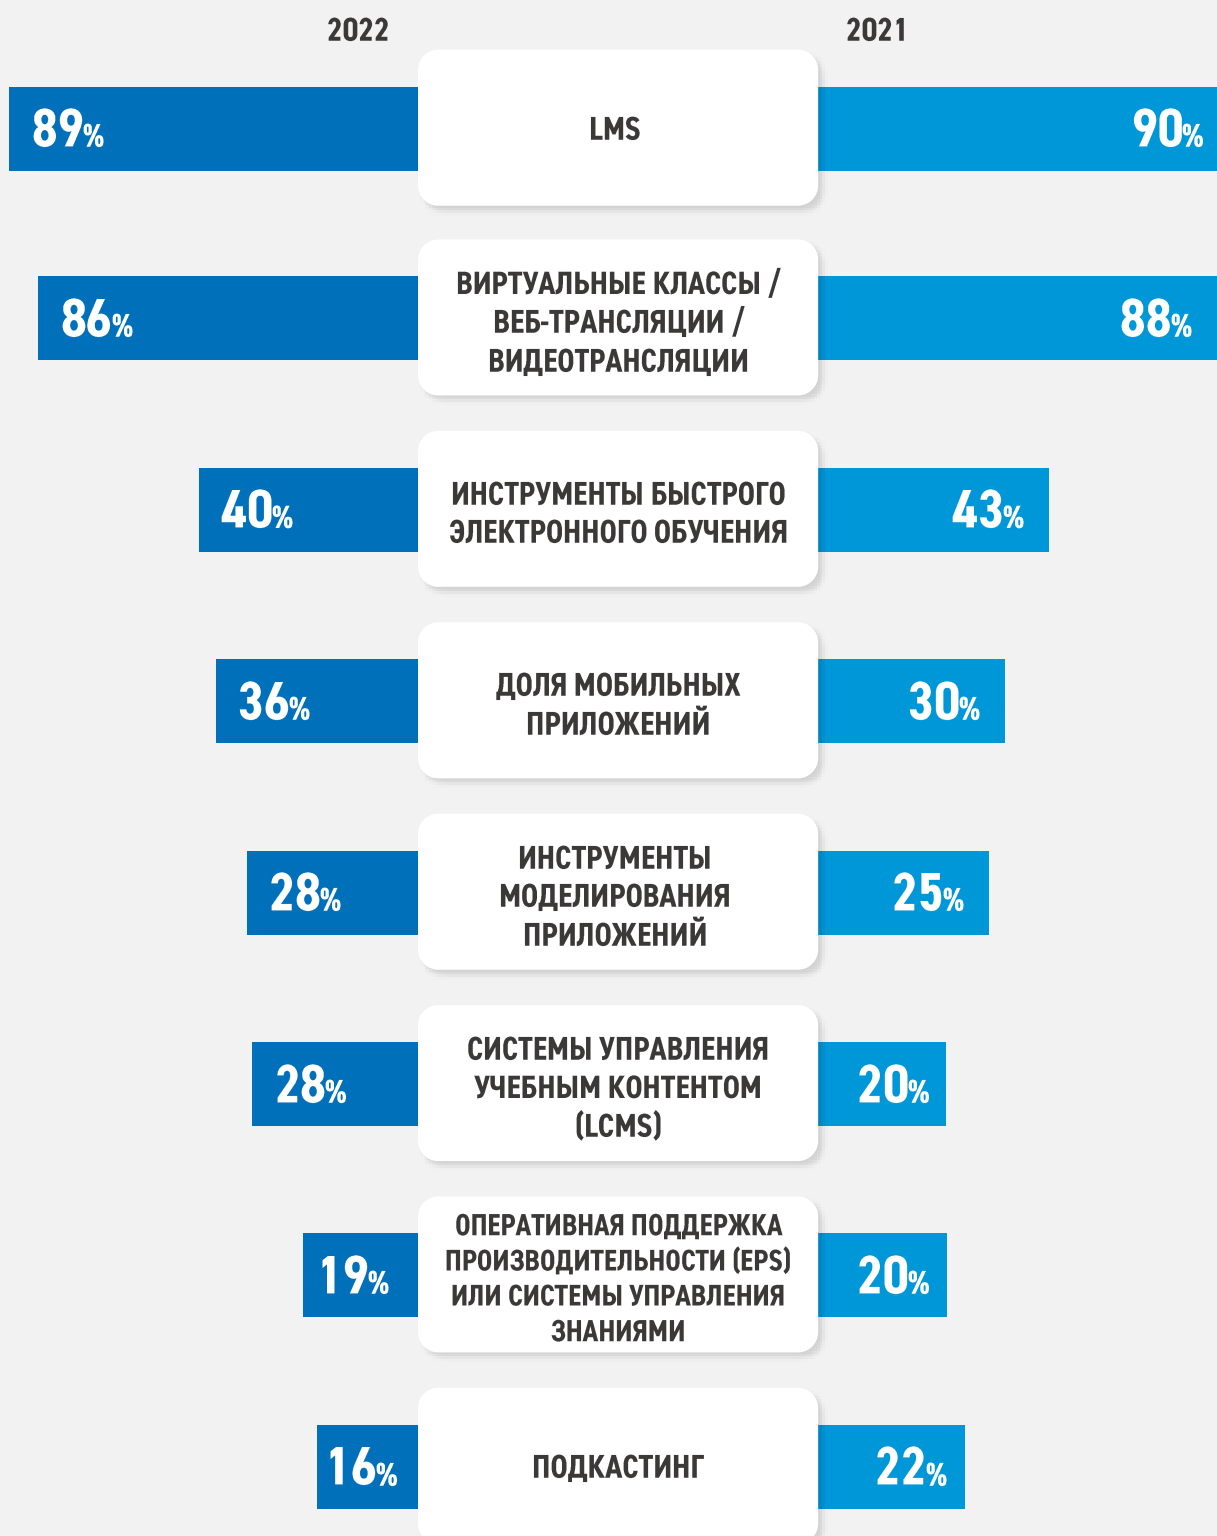 2022
2021
89%
LMS
90%
86%
ВИРТУАЛЬНЫЕ КЛАССЫ /
ВЕБ-ТРАНСЛЯЦИИ /
ВИДЕОТРАНСЛЯЦИИ
88%
40%
ИНСТРУМЕНТЫ БЫСТРОГО
ЭЛЕКТРОННОГО ОБУЧЕНИЯ
43%
36%
ДОЛЯ МОБИЛЬНЫХ
ПРИЛОЖЕНИЙ
30%
28%
ИНСТРУМЕНТЫ
МОДЕЛИРОВАНИЯ
ПРИЛОЖЕНИЙ
25%
28%
СИСТЕМЫ УПРАВЛЕНИЯ
УЧЕБНЫМ КОНТЕНТОМ
(LCMS)
20%
19%
ОПЕРАТИВНАЯ ПОДДЕРЖКА
ПРОИЗВОДИТЕЛЬНОСТИ (EPS)
ИЛИ СИСТЕМЫ УПРАВЛЕНИЯ
ЗНАНИЯМИ
20%
16%
ПОДКАСТИНГ
22%